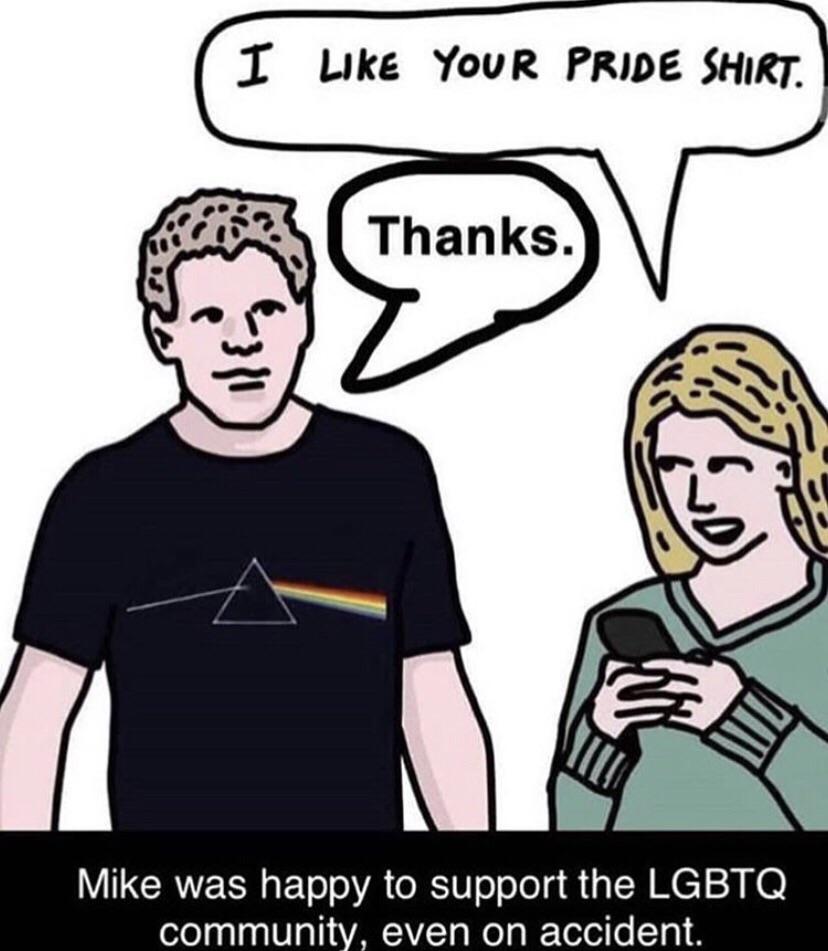 I LIKE YOUR PRIDE SHIRT.
Thanks.
Mike was happy to support the LGBTQ
community, even on accident.